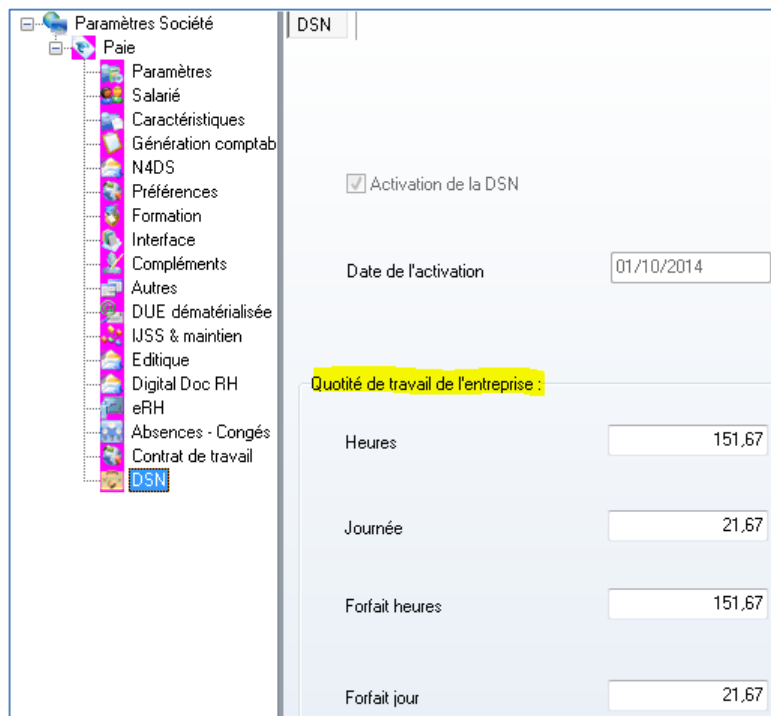 Paramètres Société
Paie
Paramètres
Salarié
Caractéristiques
Génération comptab
N4DS
Préférences
Formation
Interface
Compléments
Autres
DUE dématérialisée
IJSS & maintien
Editique
Digital Doc RH
eRH
Absences - Congés
Contrat de travail
DSN
DSN
Activation de la DSN
Date de l'activation 01/10/2014
Quotité de travail de l'entreprise :
Heures 151,67
Journée 21,67
Forfait heures 151,67
Forfait jour 21,67